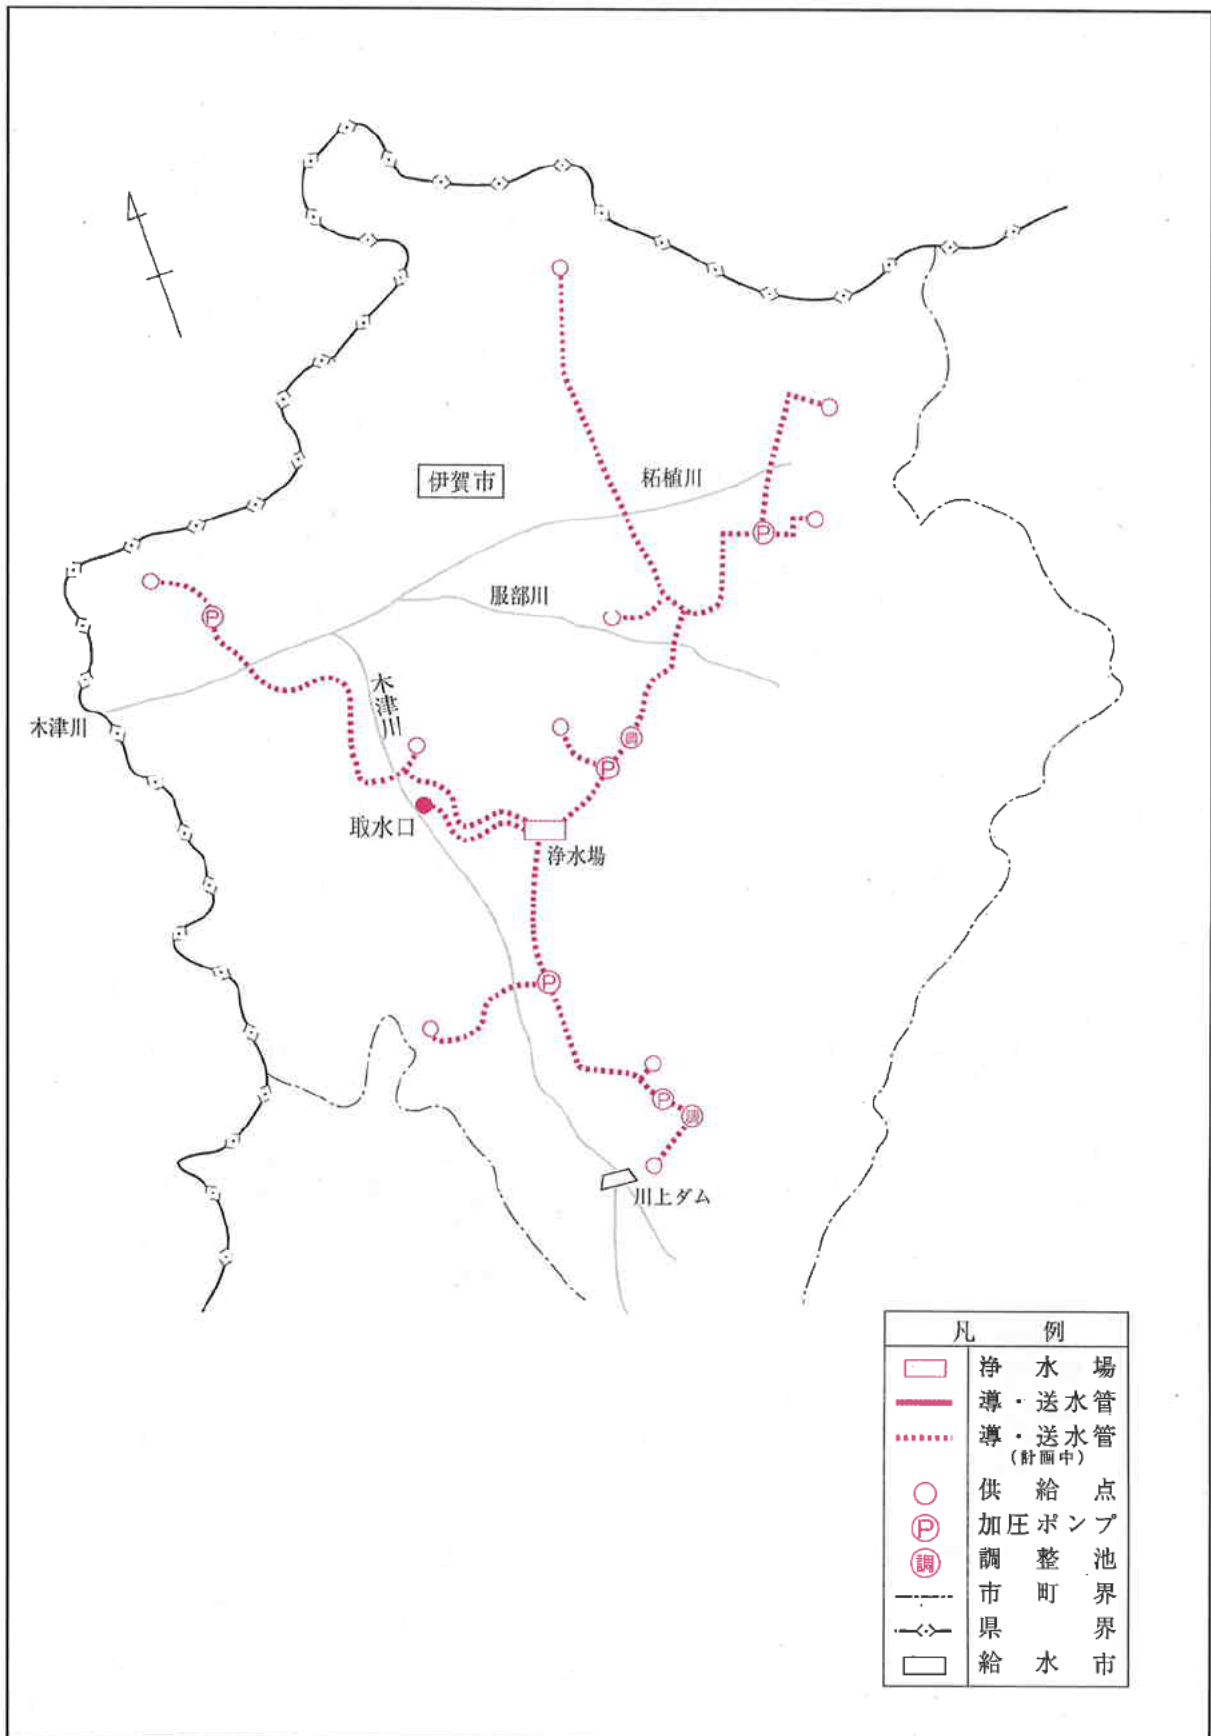 伊賀市
柘植川
服部川
P
P
木津川
木津川
調
P
取水口
浄水場
P
P
調
川上ダム
凡例
浄水場
導・送水管
導・送水管
(計画中)
供給点
P 加圧ポンプ
調 調整池
市町界
県界
給水市